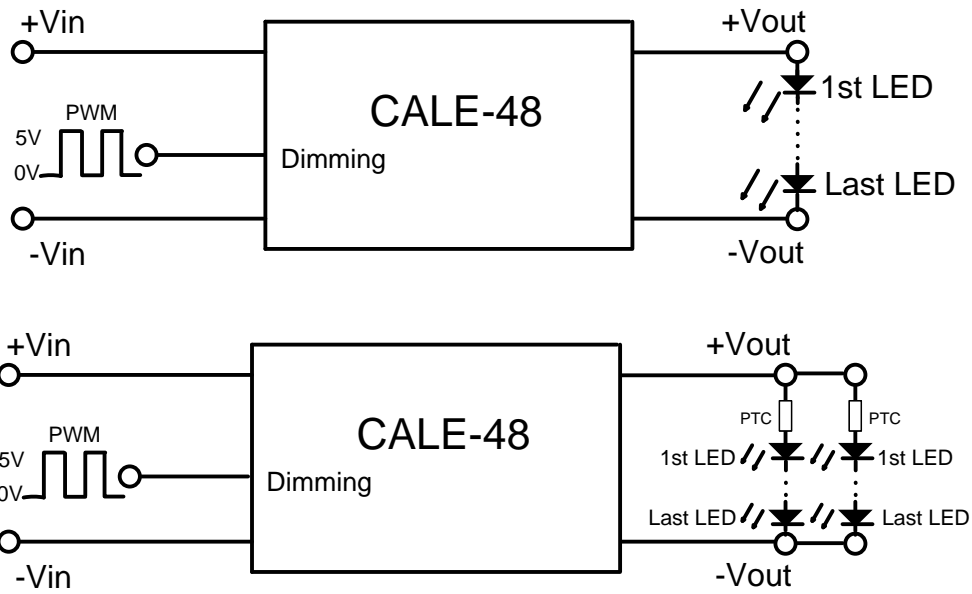 +Vin
+Vout
CALE-48
1st LED
PWM
5V
Dimming
0V
Last LED
-Vin
-Vout
+Vin
+Vout
PTC
PTC
CALE-48
PWM
1st LED
1st LED
5V
Dimming
0V
Last LED
Last LED
-Vin
-Vout